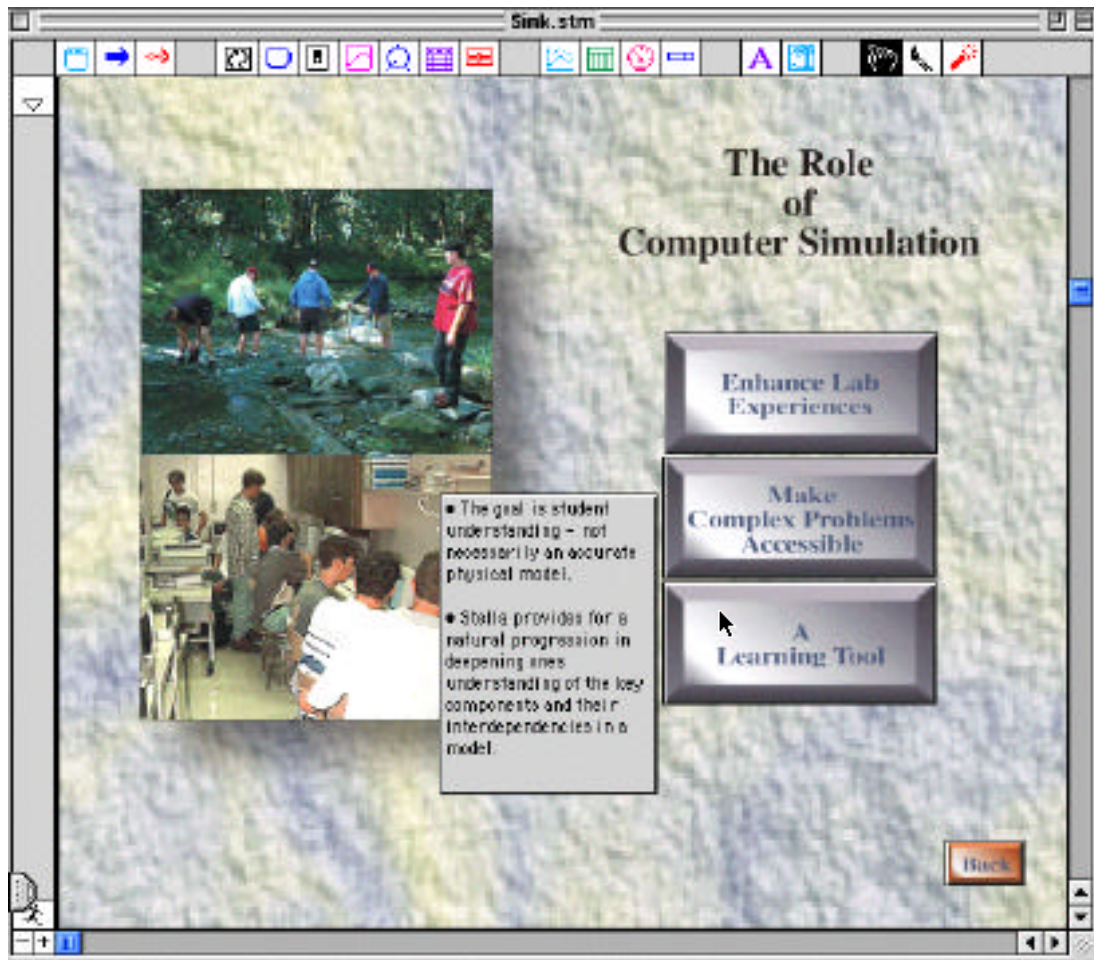 Sink.stm
A
The Role
of
Computer Simulation
Enhance Lab
Experiences
Make
Complex Problems
Accessible
A
Learning Tool
• The goal is student
understanding - not
necessarily an accurate
physical model.
• Stella provides for a
natural progression in
deepening ones
understanding of the key
components and their
interdependencies in a
model.
Back